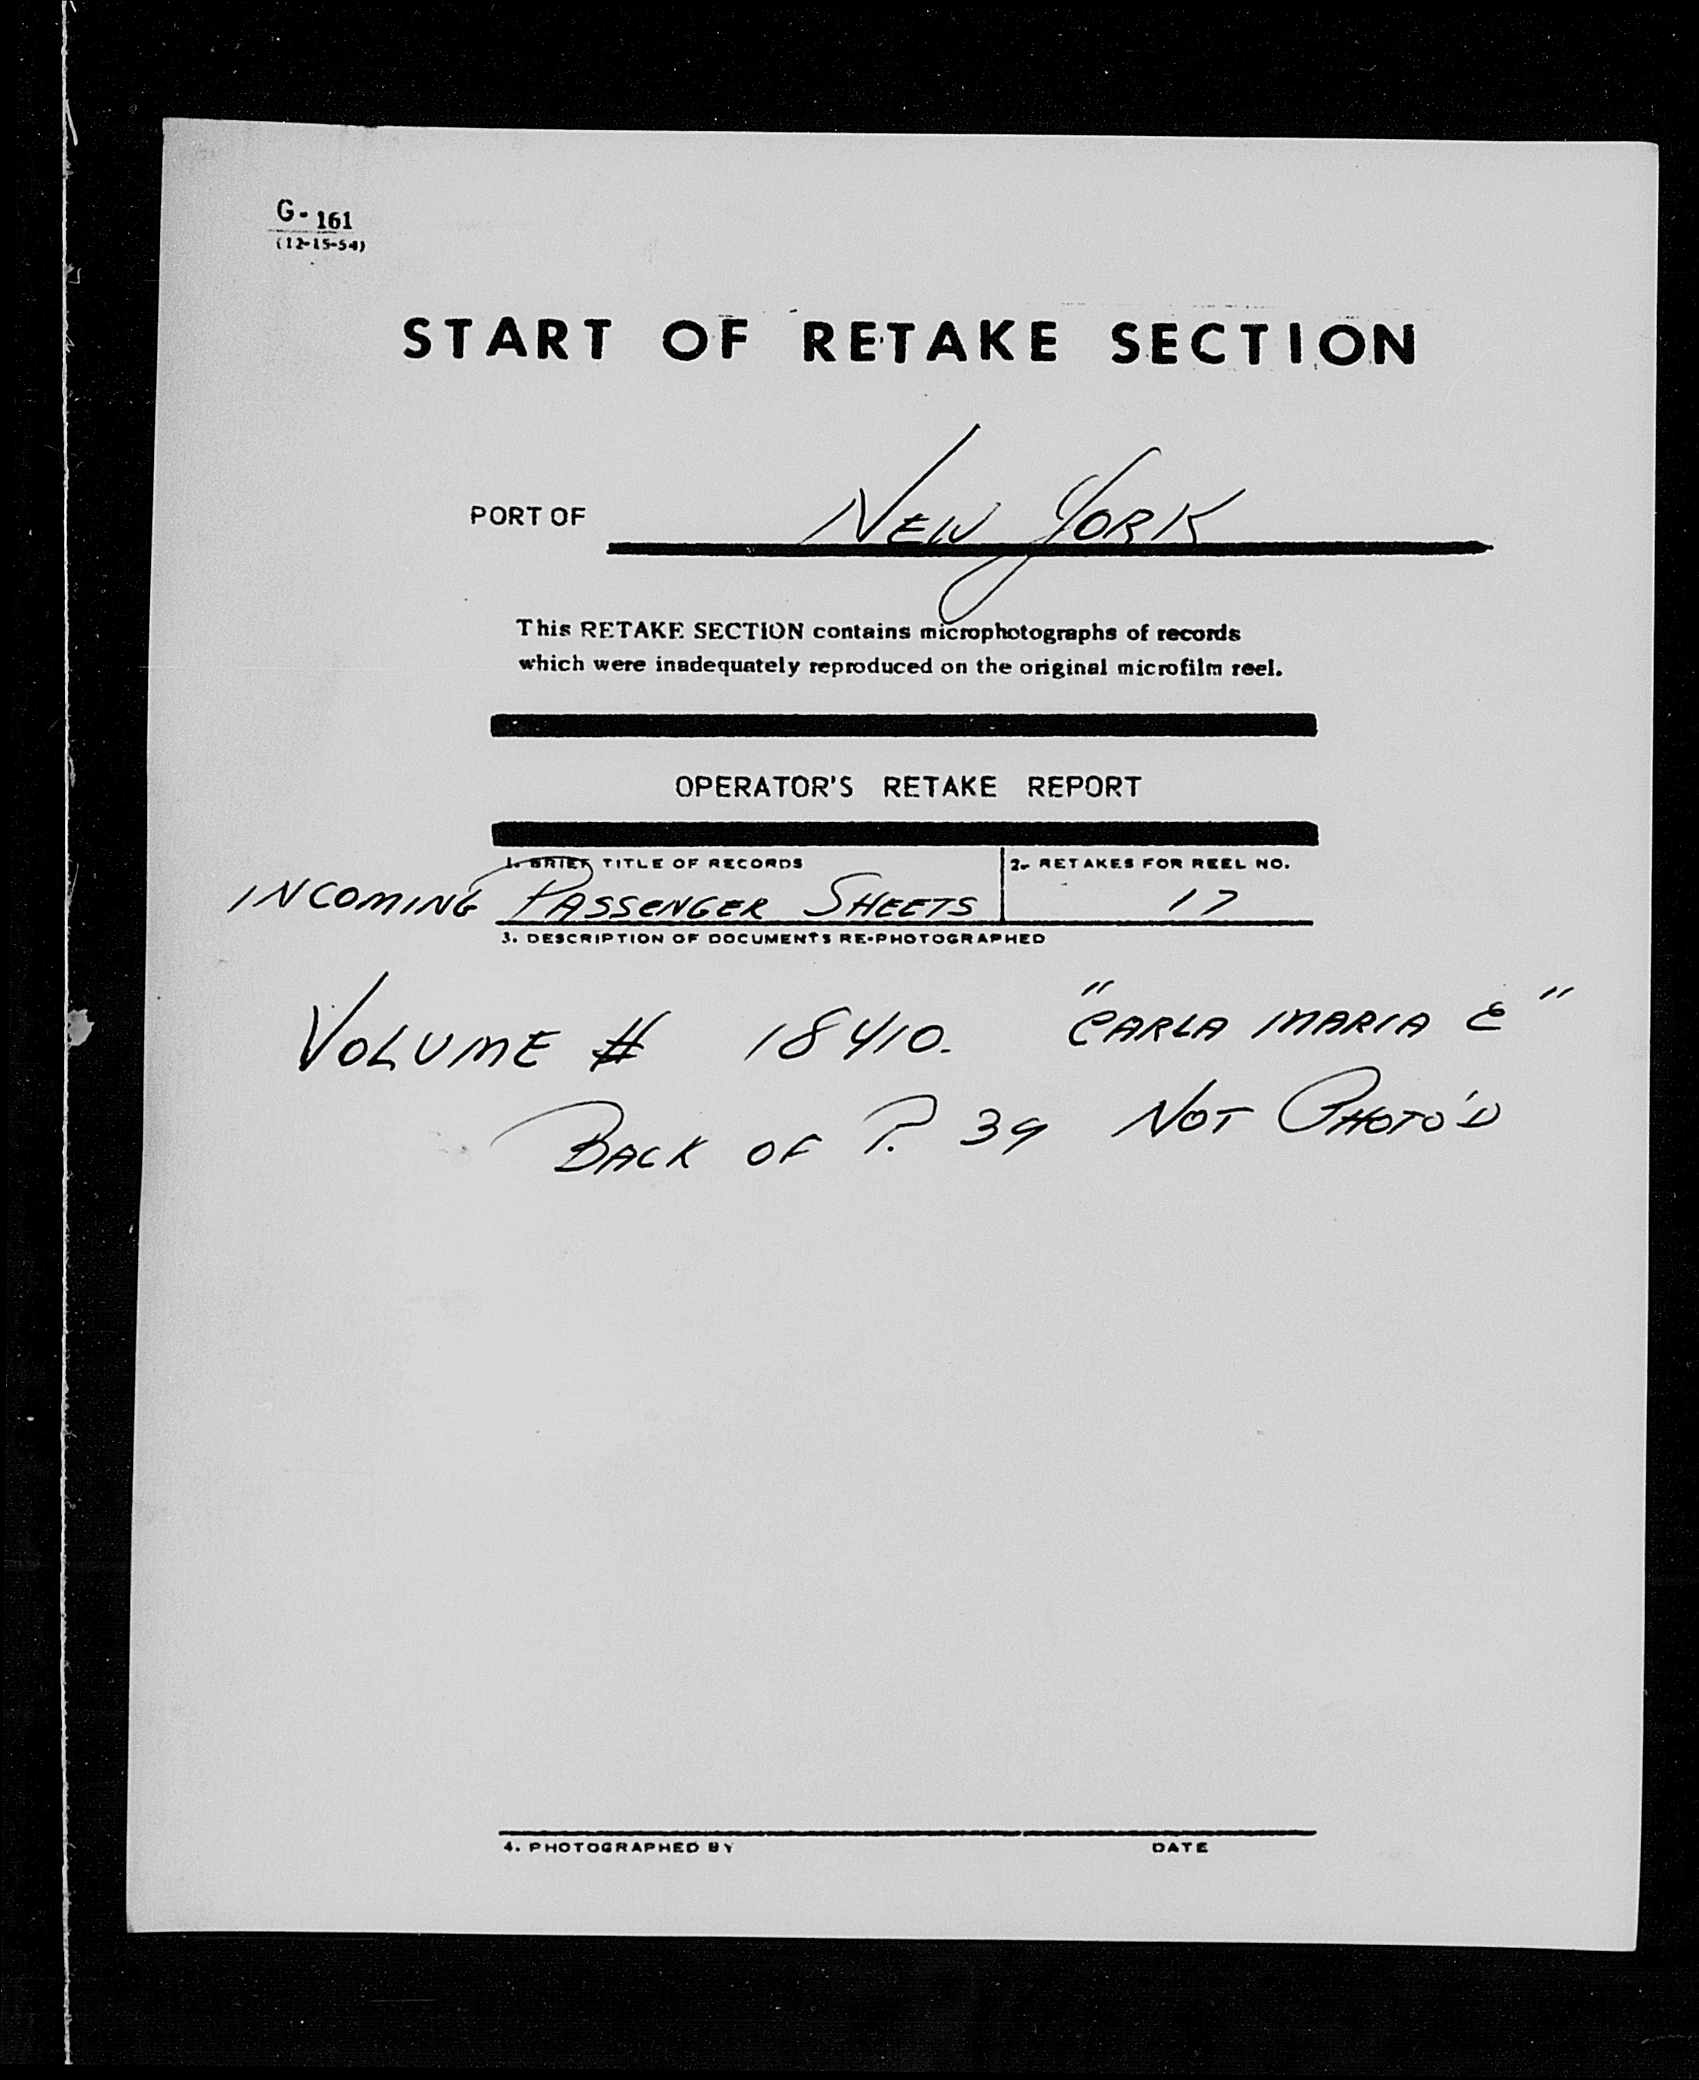 G-161
(12-15-54)
START OF RETAKE SECTION
PORT OF NEW YORK
This RETAKE SECTION contains microphotographs of records
which were inadequately reproduced on the original microfilm reel.
OPERATOR'S RETAKE REPORT
1. BRIEF TITLE OF RECORDS
2. RETAKES FOR REEL NO.
INCOMING PASSENGER SHEETS
17
3. DESCRIPTION OF DOCUMENTS RE-PHOTOGRAPHED
VOLUME # 18410. "CARLA MARIA E"
BACK OF P. 39 NOT PHOTO'D
4. PHOTOGRAPHED BY DATE